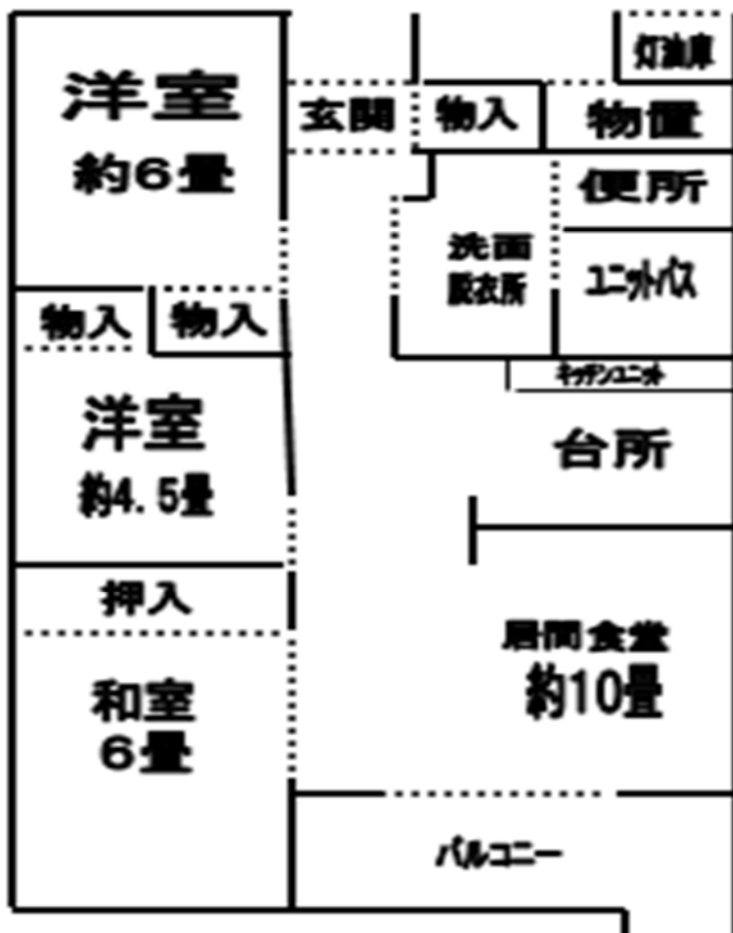 灯油庫
洋室
約6畳
玄関
物入
物置
便所
洗面
脱衣所
ユニットバス
物入
物入
キッチンユニット
洋室
約4.5畳
台所
押入
居間食堂
約10畳
和室
6畳
バルコニー